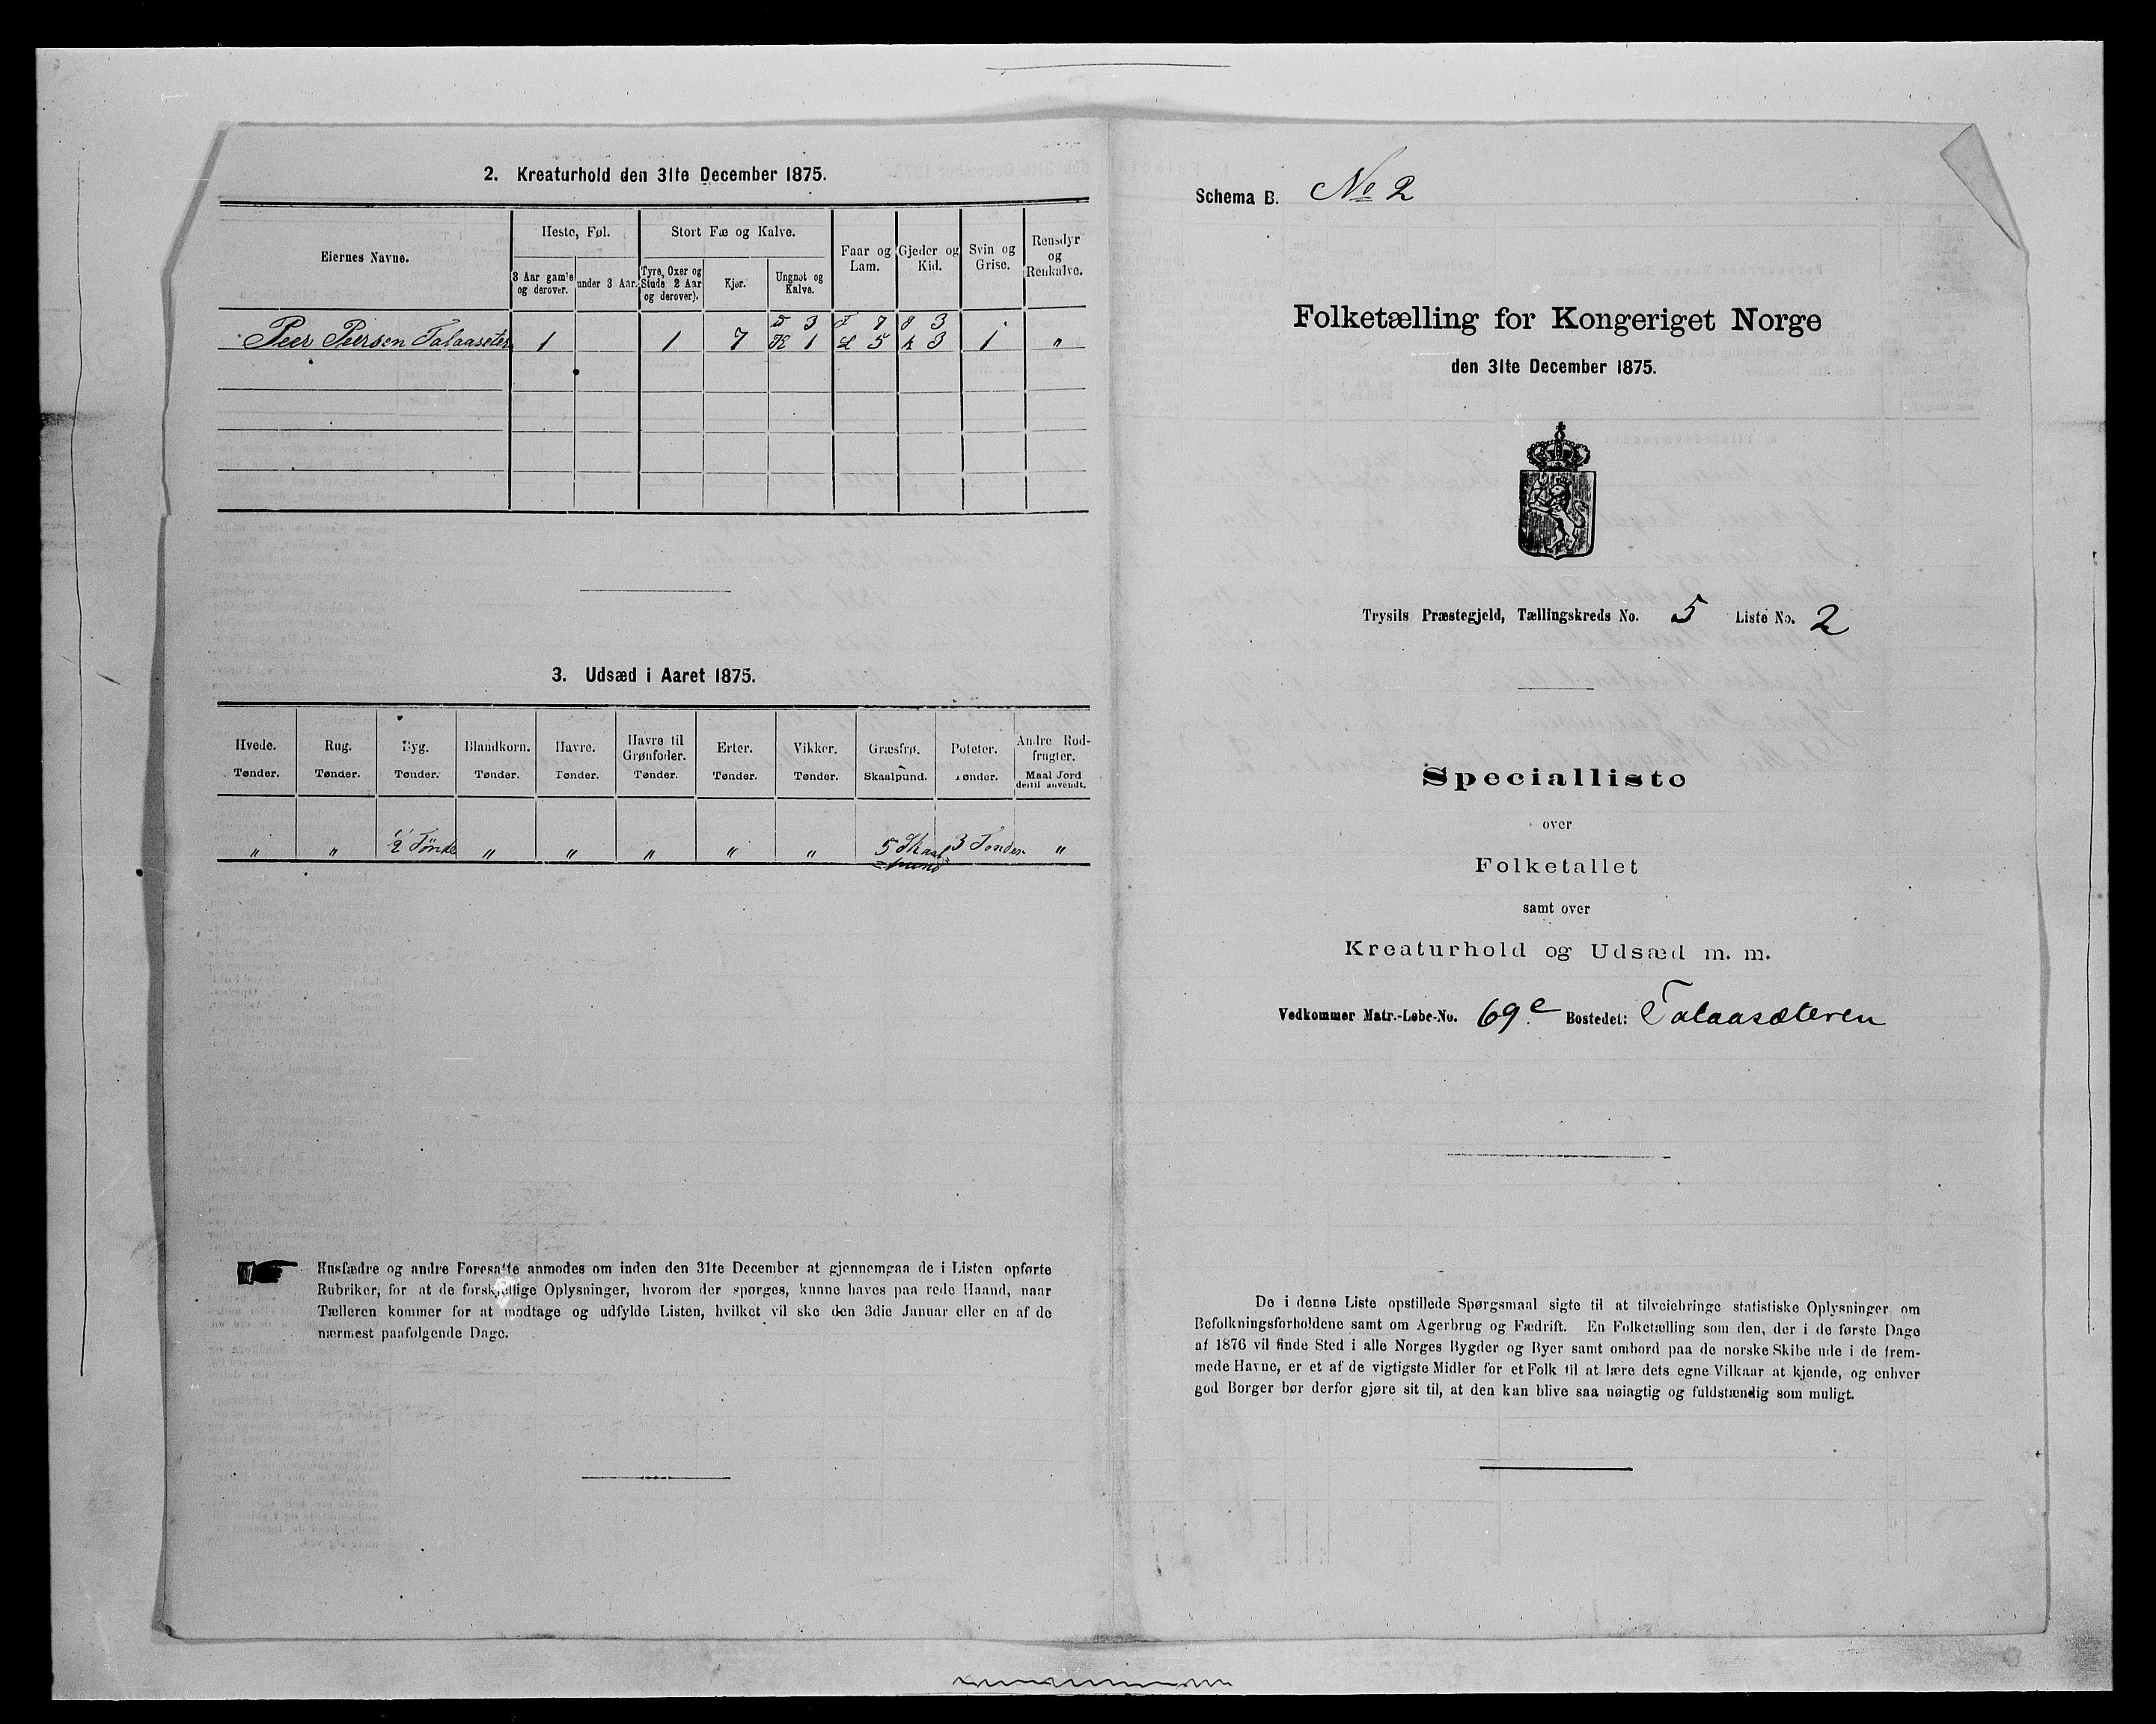 2. Kreaturhold den 31te December 1875.
Eiernes Navne.
Heste, Føl.
3 Aar gamle og derover.
under 3 Aar.
Stort Fæ og Kalve.
Tyre, Oxer og Stude 2 Aar og derover).
Kjør.
Ungnøt og Kalve.
Faar og Lam.
Gjeder og Kid.
Svin og Grise.
Rensdyr og Renkalve.
3 F 7 g 3
Peer Peersen Talaaseter 1 1 7 K 1 L 5 k 3 1 "
3. Udsæd i Aaret 1875.
Hvede. Rug. Byg. Blandkorn. Havre. Havre til Grønfoder. Erter. Vikker. Græsfrø. Poteter. Andre Rodfrugter.
Tønder. Tønder. Tønder. Tønder. Tønder. Tønder. Tønder. Tønder. Skaalpund. Tønder. Maal Jord dertil anvendt.
" " 1/2 Tönde " " " " " 5 Skaal 3 Tønder "
pund
Husfædre og andre Foresatte anmodes om inden den 31te December at gjennemgaa de i Listen opførte
Rubriker, for at de forskjellige Oplysninger, hvorom der spørges, kunne haves paa rede Haand, naar
Tælleren kommer for at modtage og udfylde Listen, hvilket vil ske den 3die Januar eller en af de
nærmest paafølgende Dage.
Schema B. No 2
Folketælling for Kongeriget Norge
den 31te December 1875.
Trysils Præstegjeld, Tællingskreds No. 5 Liste No. 2
Specialliste
over
Folketallet
samt over
Kreaturhold og Udsæd m. m.
Vedkommer Matr.-Løbe-No. 69e Bostedet: Talaasæteren
De i denne Liste opstillede Spørgsmaal sigte til at tilveiebringe statistiske Oplysninger om
Befolkningsforholdene samt om Agerbrug og Fædrift. En Folketælling som den, der i de første Dage
af 1876 vil finde Sted i alle Norges Bygder og Byer samt ombord paa de norske Skibe ude i de frem-
mede Havne, er et af de vigtigste Midler for et Folk til at lære dets egne Vilkaar at kjende, og enhver
god Borger bør derfor gjøre sit til, at den kan blive saa nøiagtig og fuldstændig som muligt.